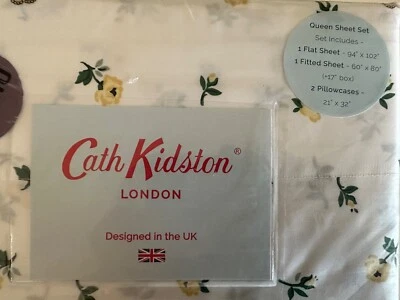 Queen Sheet Set
Set Includes -
1 Flat Sheet - 94" x 102"
1 Fitted Sheet - 60" x 80"
(+17" box)
2 Pillowcases -
21" x 32"
Cath Kidston®
LONDON
Designed in the UK